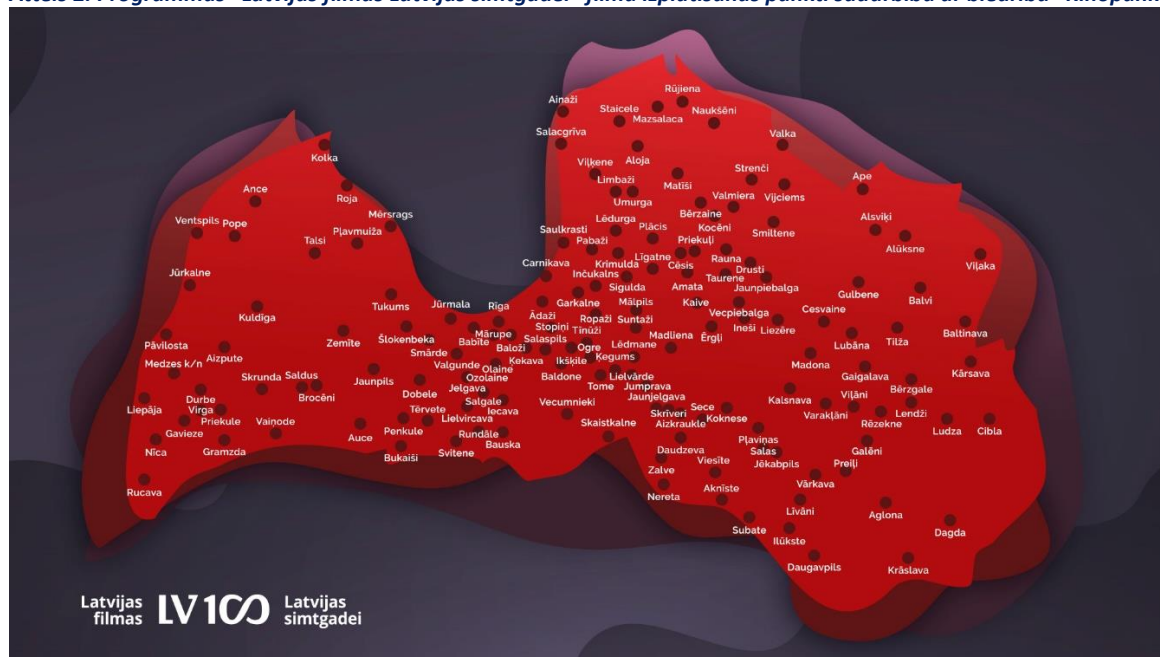 Ainaži
Staicele
Rūjiena
Mazsalaca
Naukšēni
Salacgrīva
Valka
Kolka
Viļķene
Aloja
Strenči
Ape
Ance
Roja
Limbaži
Matīši
Umurga
Valmiera
Vijciems
Mērsrags
Bērzaine
Alsviķi
Ventspils
Pope
Pļavmuiža
Lēdurga
Plācis
Kocēni
Smiltene
Saulkrasti
Pabaži
Priekuļi
Alūksne
Talsi
Carnikava
Krimulda
Līgatne
Cēsis
Rauna
Drusti
Viļaka
Jūrkalne
Inčukalns
Sigulda
Amata
Taurene
Jaunpiebalga
Gulbene
Balvi
Tukums
Jūrmala
Rīga
Garkalne
Mālpils
Kaive
Vecpiebalga
Cesvaine
Kuldīga
Ādaži
Ropaži
Suntaži
Ineši
Liezēre
Baltinava
Zemīte
Šlokenbeka
Babīte
Mārupe
Stopiņi
Tīnūži
Madliena
Ērgļi
Lubāna
Tilža
Pāvilosta
Aizpute
Smārde
Baloži
Salaspils
Ogre
Lēdmane
Medzes k/n
Valgunde
Olaine
Ķekava
Ikšķile
Ķegums
Madona
Gaigalava
Kārsava
Skrunda
Saldus
Jaunpils
Ozolaine
Baldone
Lielvārde
Durbe
Brocēni
Dobele
Jelgava
Tome
Jumprava
Kalsnava
Viļāni
Bērzgale
Liepāja
Virga
Tērvete
Salgale
Iecava
Vecumnieki
Jaunjelgava
Varakļāni
Lendži
Priekule
Vaiņode
Lielvircava
Skaistkalne
Skrīveri
Sece
Koknese
Rēzekne
Ludza
Cibla
Gavieze
Auce
Penkule
Rundāle
Bauska
Aizkraukle
Pļaviņas
Nīca
Gramzda
Bukaiši
Svitene
Daudzeva
Viesīte
Salas
Galēni
Jēkabpils
Preiļi
Zalve
Rucava
Nereta
Aknīste
Vārkava
Līvāni
Aglona
Subate
Ilūkste
Dagda
Daugavpils
Krāslava
Latvijas
filmas
LV100
Latvijas
simtgadei